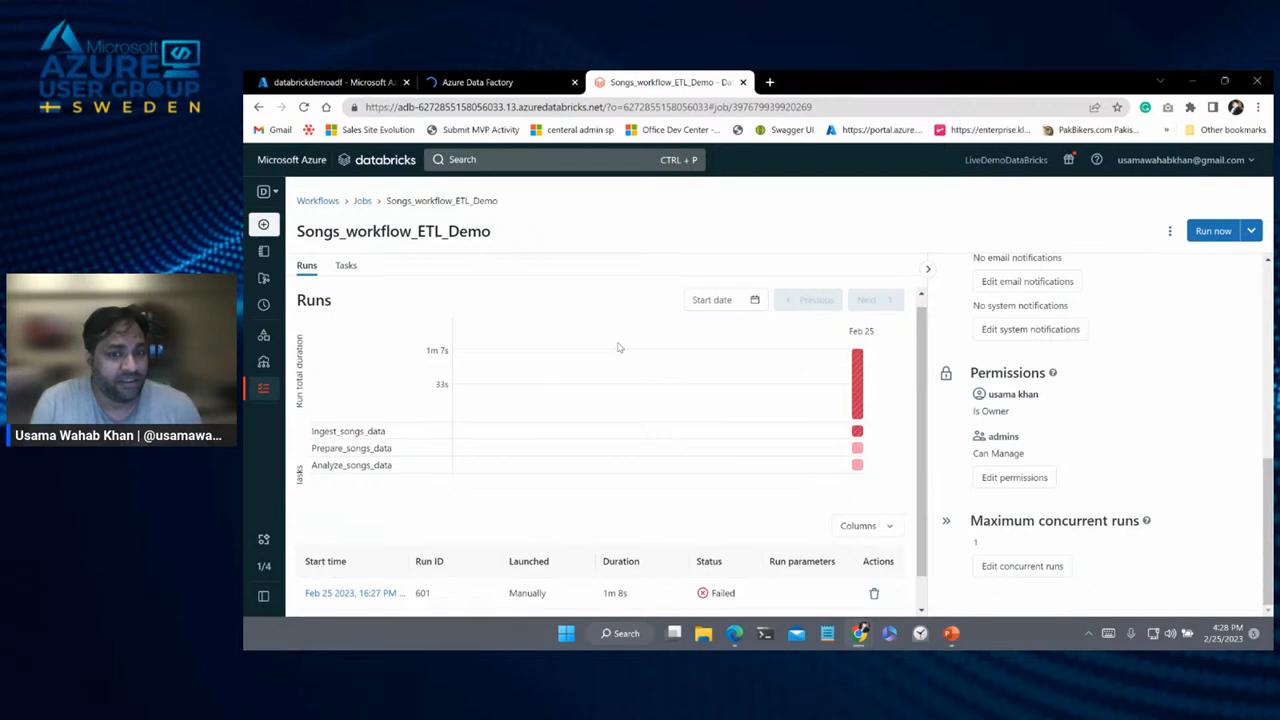 Microsoft
AZURE
USER GROUP
SWEDEN
databrickdemoadf - Microsoft Az
Azure Data Factory
Songs_workflow_ETL_Demo - Da
https://adb-6272855158056033.13.azuredatabricks.net/?o=6272855158056033#job/397679939920269
Gmail
Sales Site Evolution
Submit MVP Activity
centeral admin sp
Office Dev Center -...
Swagger UI
https://portal.azure....
https://enterprise.kl...
PakBikers.com Pakis...
»
Other bookmarks
Microsoft Azure
databricks
Search
CTRL + P
LiveDemoDataBricks
usamawahabkhan@gmail.com
D
Workflows > Jobs > Songs_workflow_ETL_Demo
Songs_workflow_ETL_Demo
Run now
Runs
Tasks
Runs
Start date
Previous
Next
Feb 25
Run total duration
1m 7s
33s
Tasks
Ingest_songs_data
Prepare_songs_data
Analyze_songs_data
Columns
Start time
Run ID
Launched
Duration
Status
Run parameters
Actions
Feb 25 2023, 16:27 PM ...
601
Manually
1m 8s
Failed
No email notifications
Edit email notifications
No system notifications
Edit system notifications
Permissions
usama khan
Is Owner
admins
Can Manage
Edit permissions
Maximum concurrent runs
1
Edit concurrent runs
1/4
Usama Wahab Khan | @usamawa...
Search
4:28 PM
2/25/2023